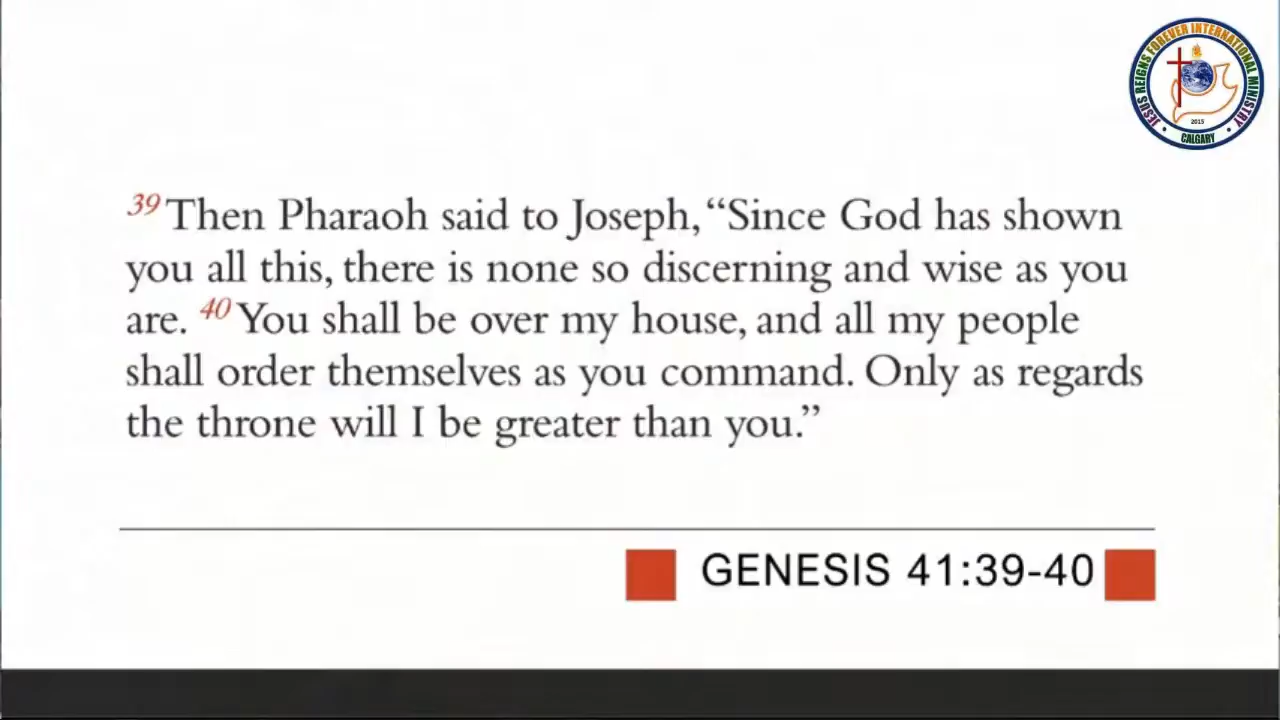 JESUS REIGNS FOREVER INTERNATIONAL MINISTRY
2015
CALGARY
39 Then Pharaoh said to Joseph, “Since God has shown
you all this, there is none so discerning and wise as you
are. 40 You shall be over my house, and all my people
shall order themselves as you command. Only as regards
the throne will I be greater than you.”
GENESIS 41:39-40